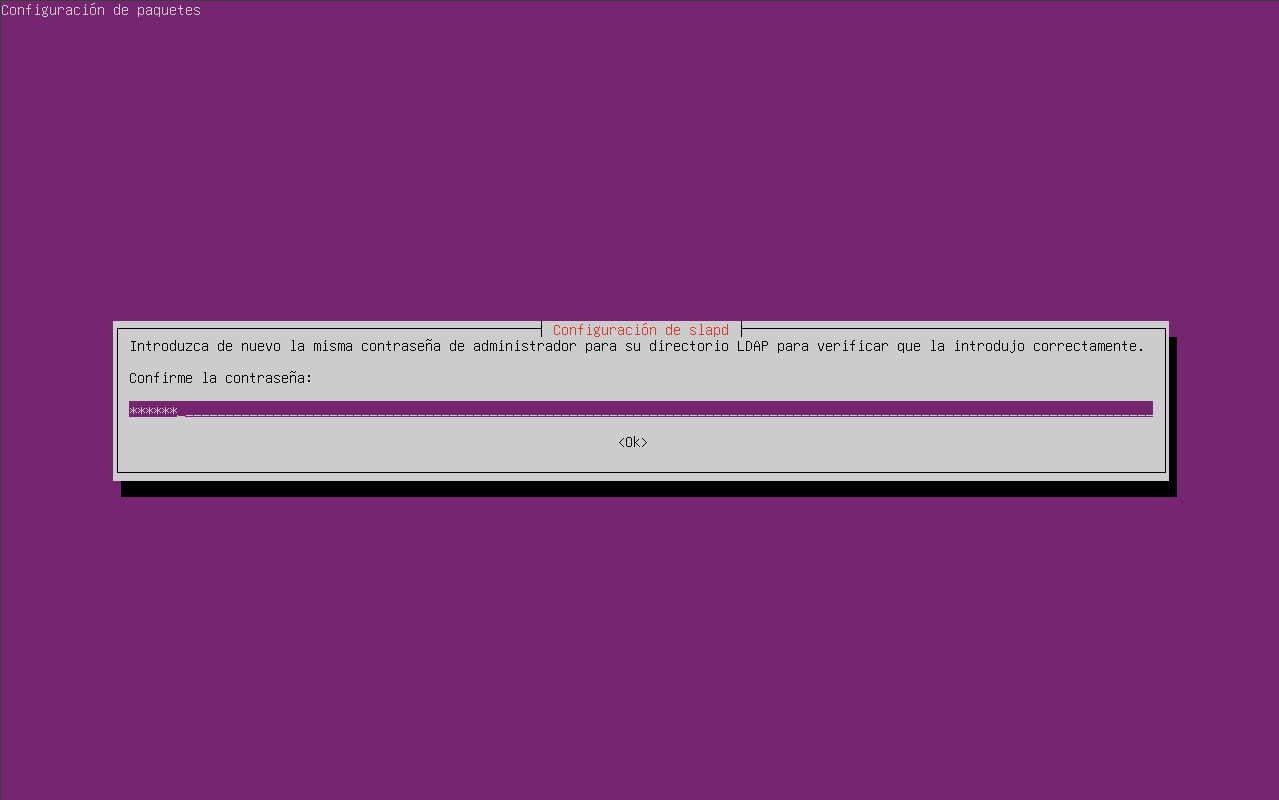 Configuración de paquetes
Configuración de slapd
Introduzca de nuevo la misma contraseña de administrador para su directorio LDAP para verificar que la introdujo correctamente.
Confirme la contraseña:
******
<Ok>